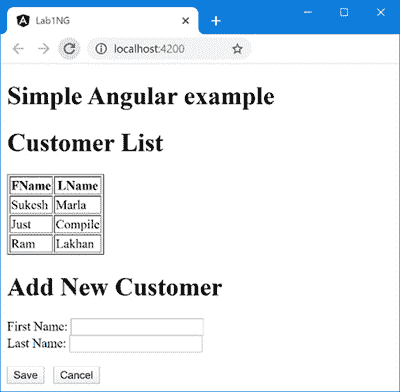 Lab1NG
localhost:4200
Simple Angular example
Customer List
FName LName
Sukesh Marla
Just Compile
Ram Lakhan
Add New Customer
First Name:
Last Name:
Save Cancel